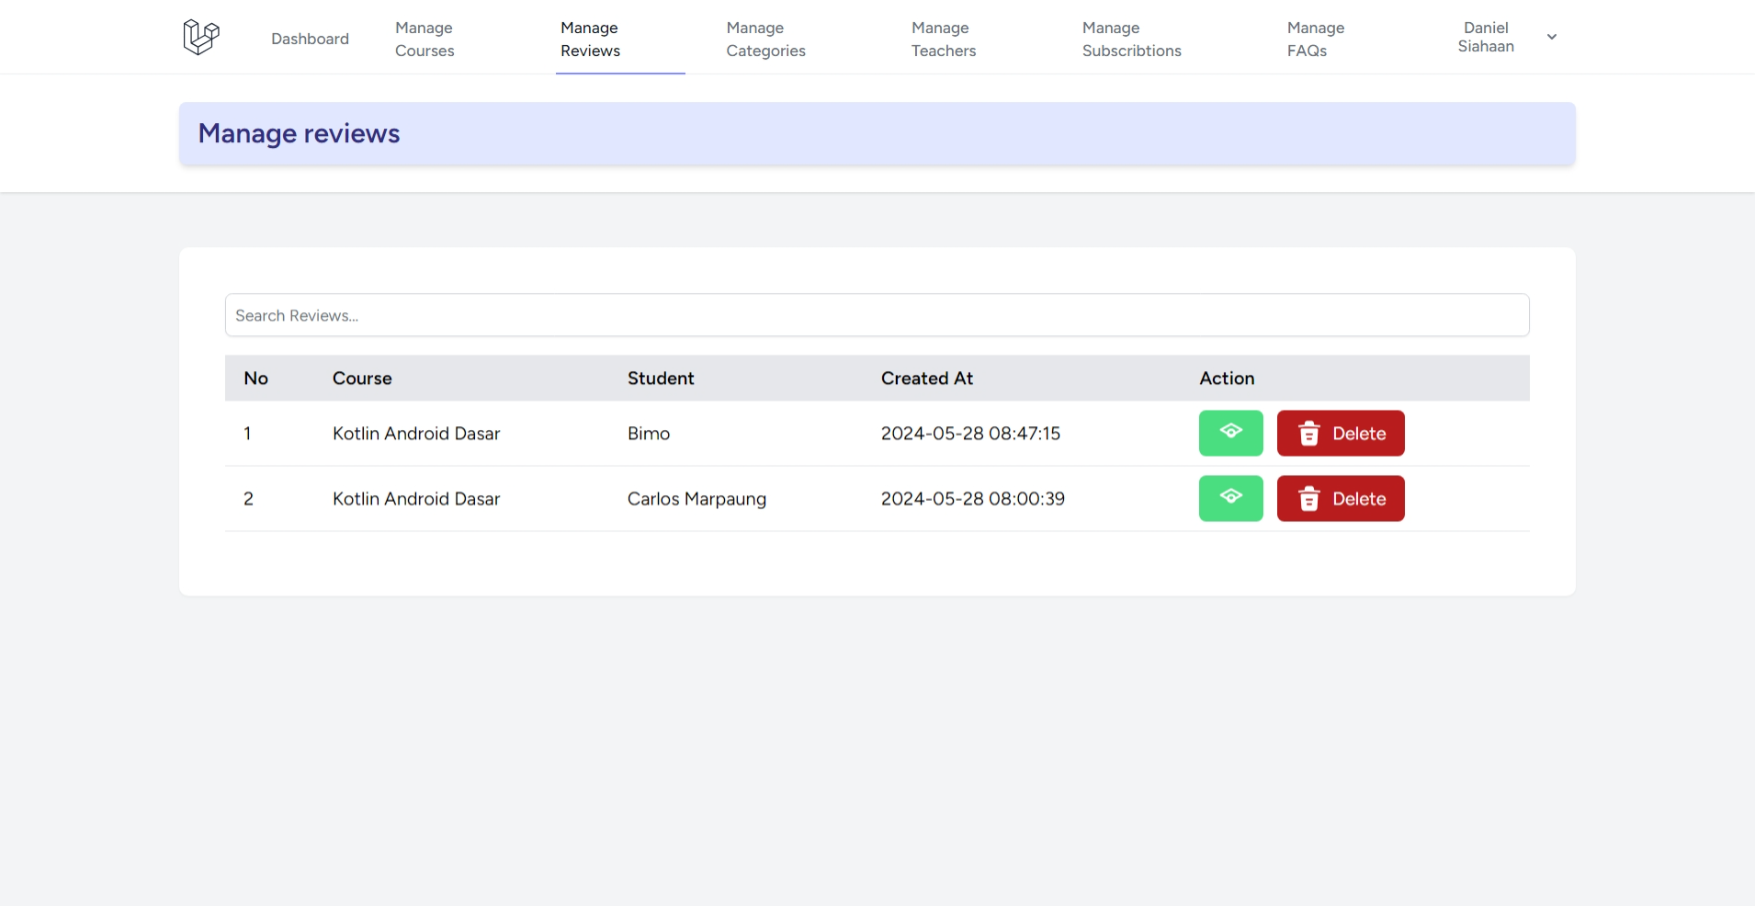 Dashboard
Manage
Courses
Manage
Reviews
Manage
Categories
Manage
Teachers
Manage
Subscribtions
Manage
FAQs
Daniel
Siahaan
Manage reviews
Search Reviews...
No Course Student Created At Action
1 Kotlin Android Dasar Bimo 2024-05-28 08:47:15 Delete
2 Kotlin Android Dasar Carlos Marpaung 2024-05-28 08:00:39 Delete